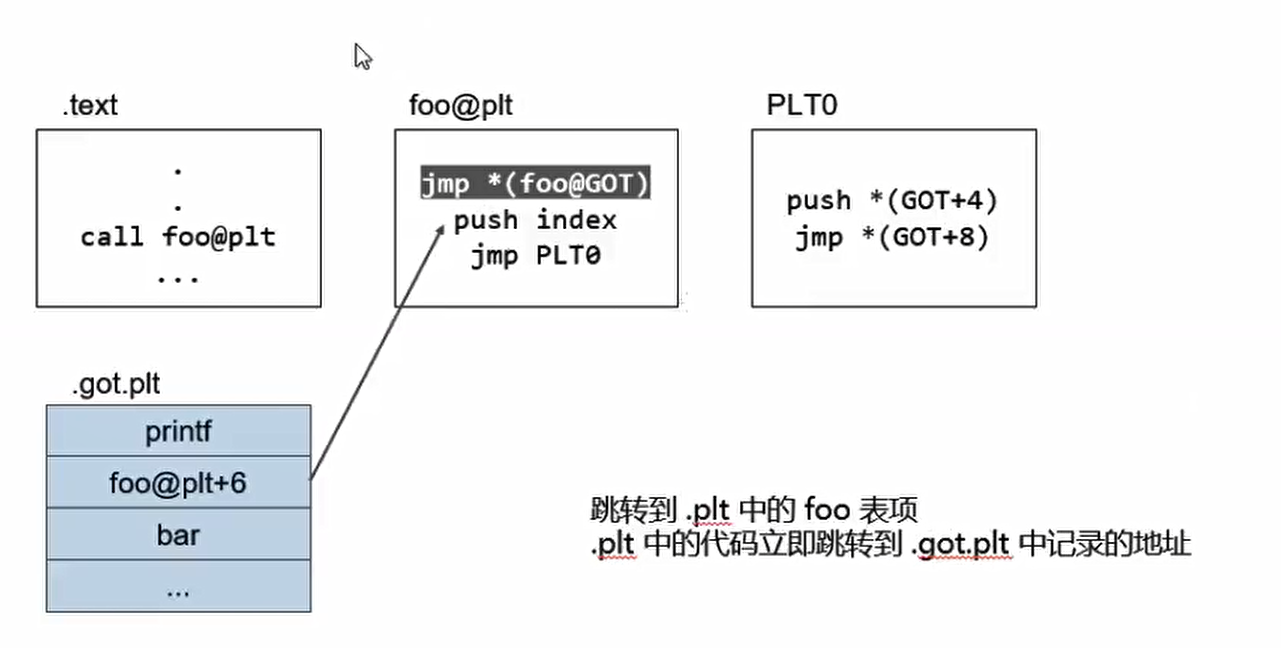 .text
.
.
call foo@plt
...
foo@plt
jmp *(foo@GOT)
push index
jmp PLT0
PLT0
push *(GOT+4)
jmp *(GOT+8)
.got.plt
printf
foo@plt+6
bar
...
跳转到 .plt 中的 foo 表项
.plt 中的代码立即跳转到 .got.plt 中记录的地址